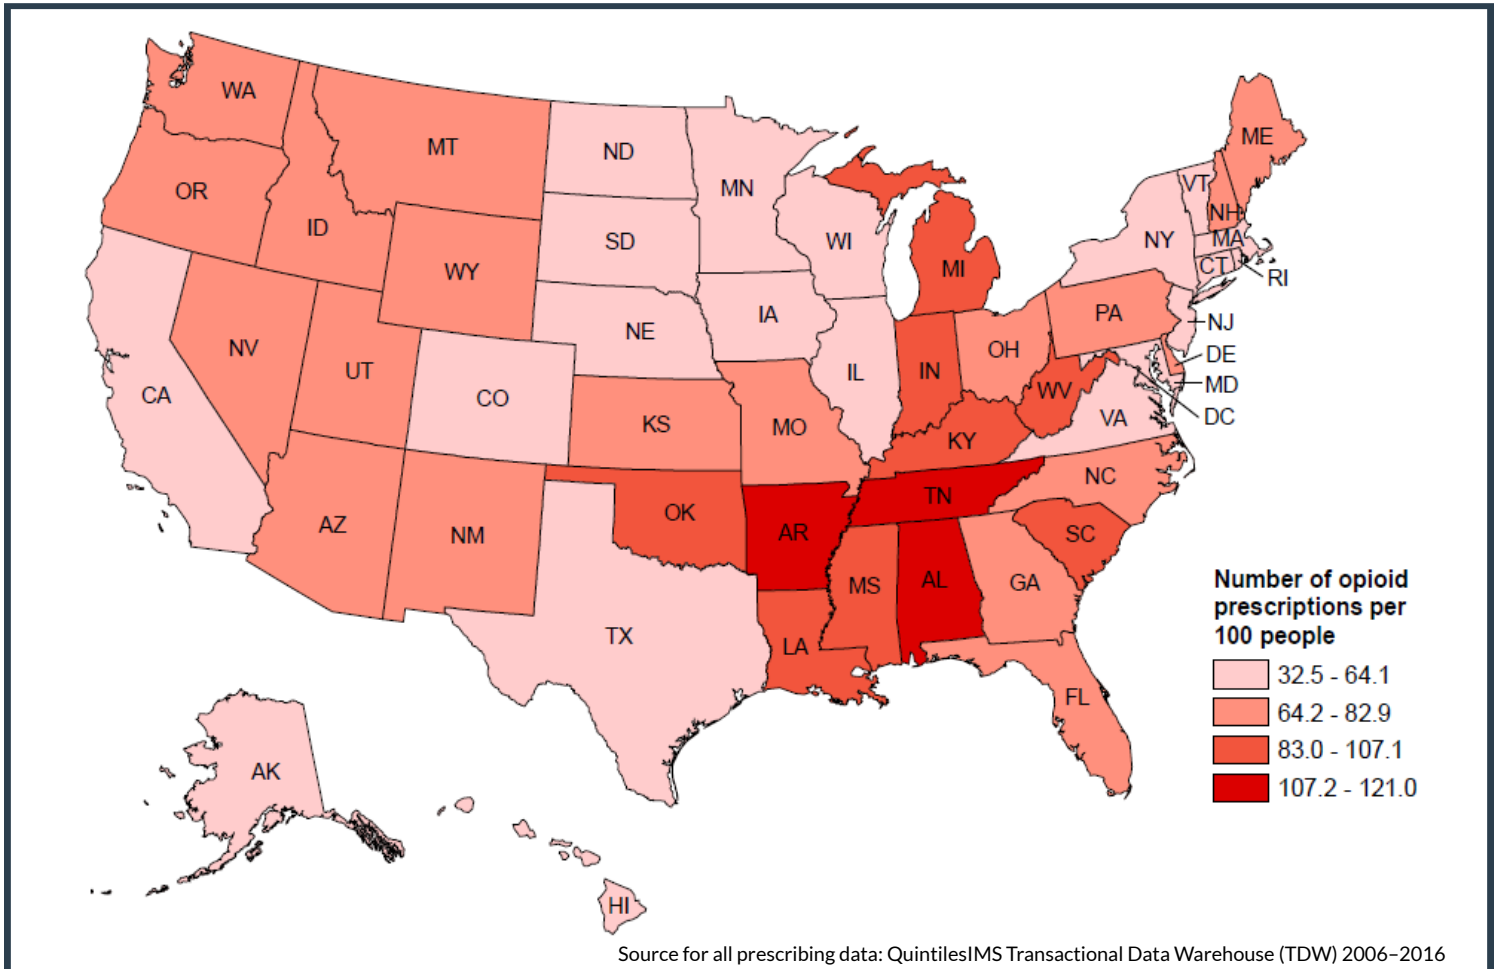 WA
MT
ND
MN
ME
OR
ID
SD
WI
VT
NH
NY
MA
WY
MI
CT
RI
NE
IA
PA
NJ
NV
UT
CO
IL
IN
OH
DE
CA
KS
MO
WV
MD
VA
DC
KY
AZ
NM
OK
AR
TN
NC
SC
MS
AL
GA
TX
LA
FL
AK
HI
Number of opioid
prescriptions per
100 people
32.5 - 64.1
64.2 - 82.9
83.0 - 107.1
107.2 - 121.0
Source for all prescribing data: QuintilesIMS Transactional Data Warehouse (TDW) 2006–2016